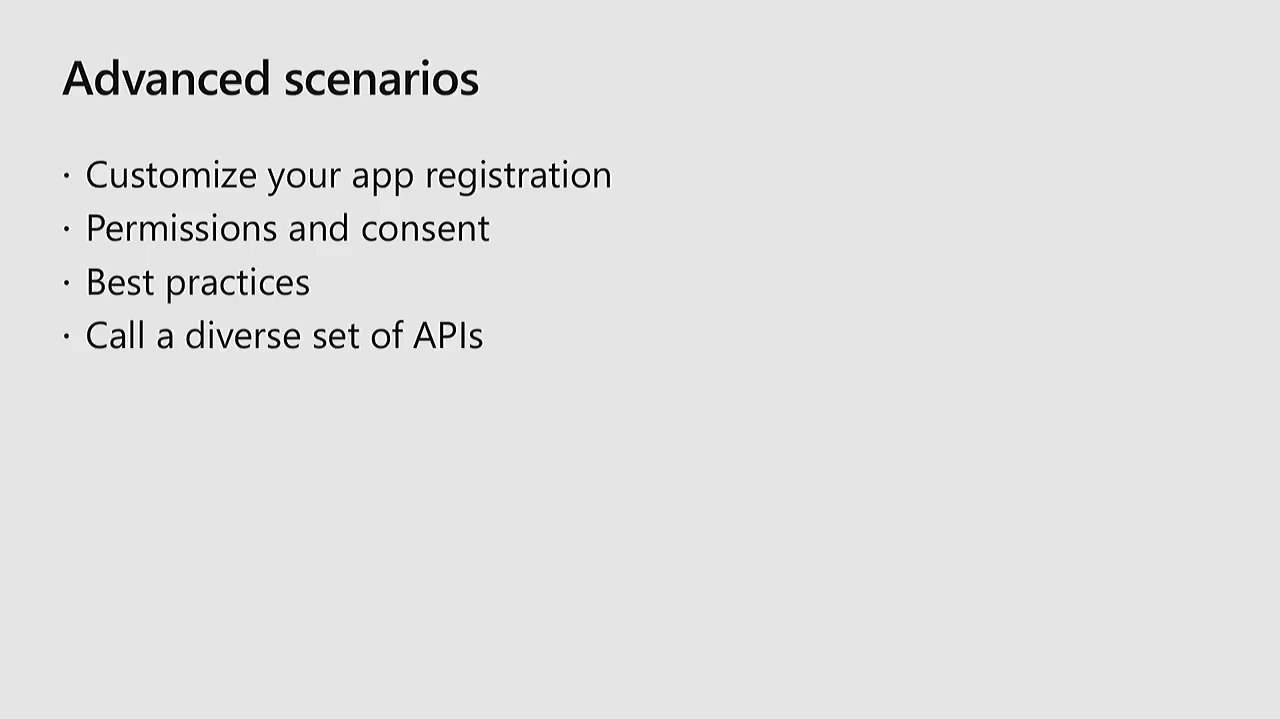 Advanced scenarios
· Customize your app registration
· Permissions and consent
· Best practices
· Call a diverse set of APIs